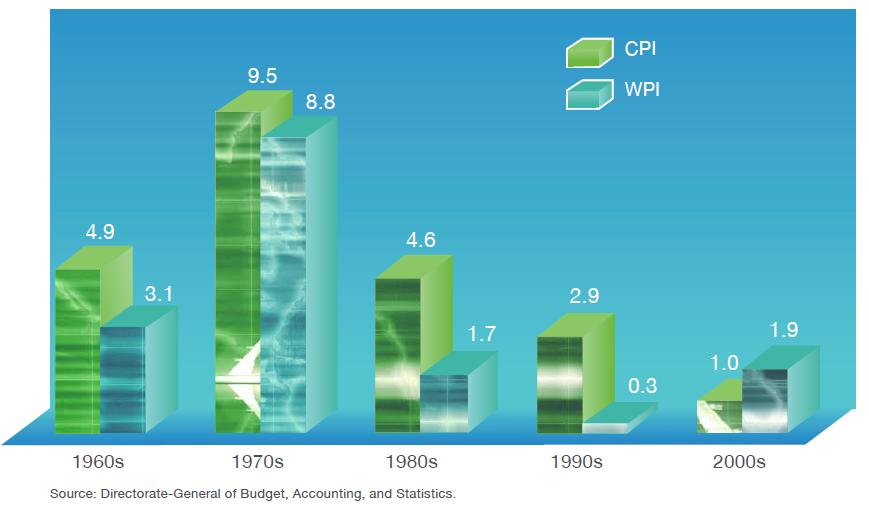 CPI
WPI
9.5
8.8
4.9
3.1
4.6
1.7
2.9
0.3
1.0
1.9
1960s
1970s
1980s
1990s
2000s
Source: Directorate-General of Budget, Accounting, and Statistics.